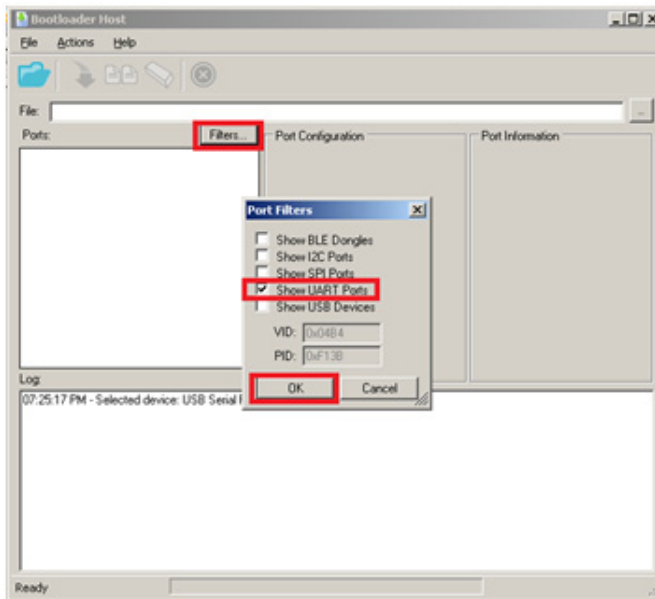 Bootloader Host
File Actions Help
File:
...
Ports:
Filters...
Port Configuration
Port Information
Port Filters
Show BLE Dongles
Show I2C Ports
Show SPI Ports
Show UART Ports
Show USB Devices
VID: 0x04B4
PID: 0xF13B
OK
Cancel
Log:
07:25:17 PM - Selected device: USB Serial
Ready